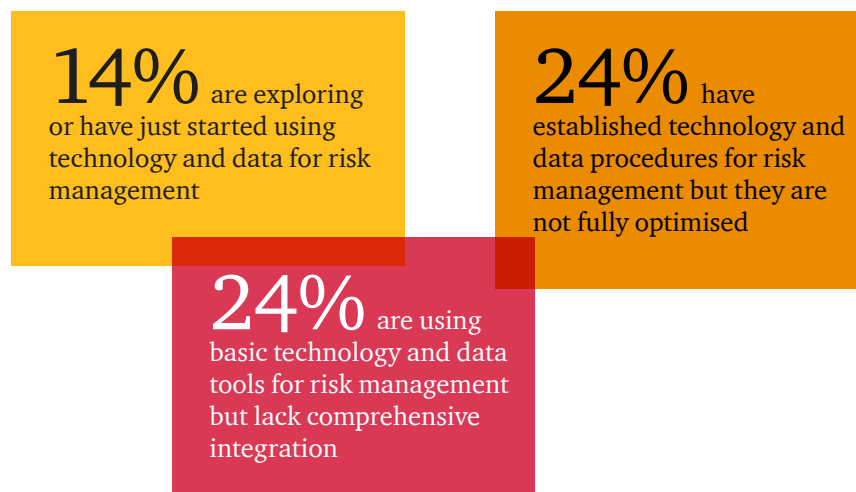 14% are exploring
or have just started using
technology and data for risk
management
24% have
established technology and
data procedures for risk
management but they are
not fully optimised
24% are using
basic technology and data
tools for risk management
but lack comprehensive
integration